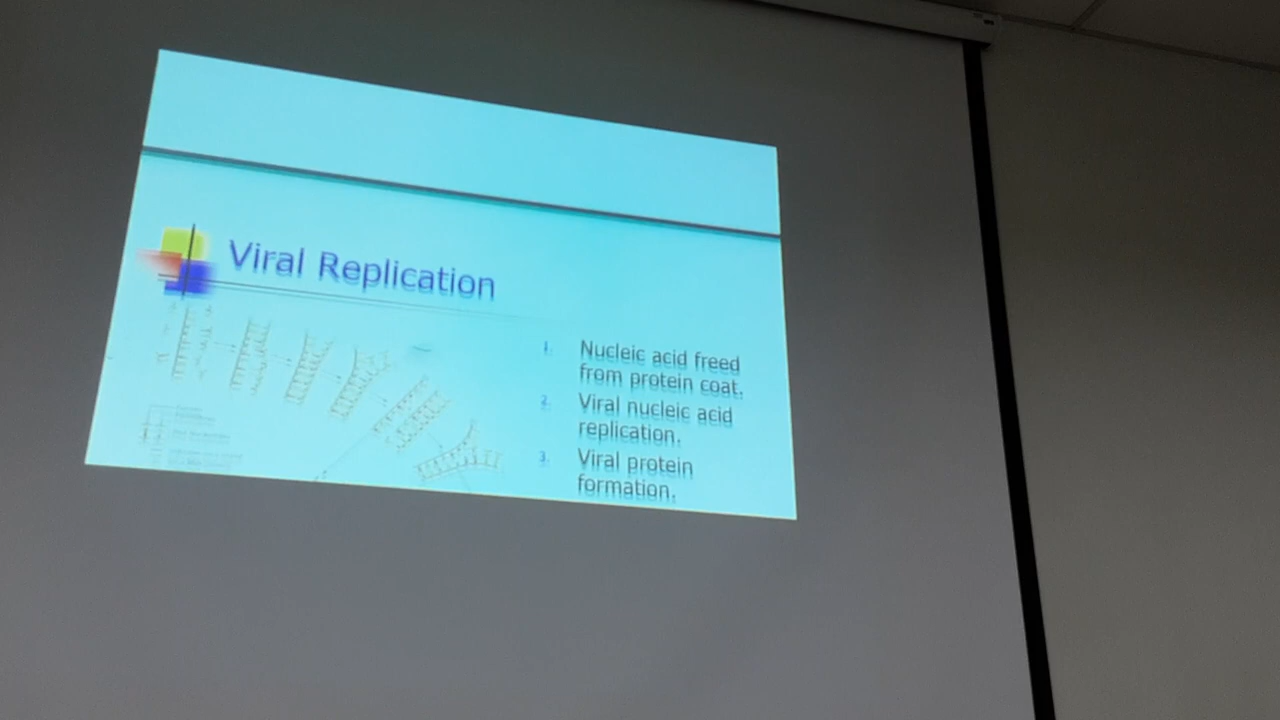 Viral Replication
1. Nucleic acid freed
from protein coat.
2. Viral nucleic acid
replication.
3. Viral protein
formation.